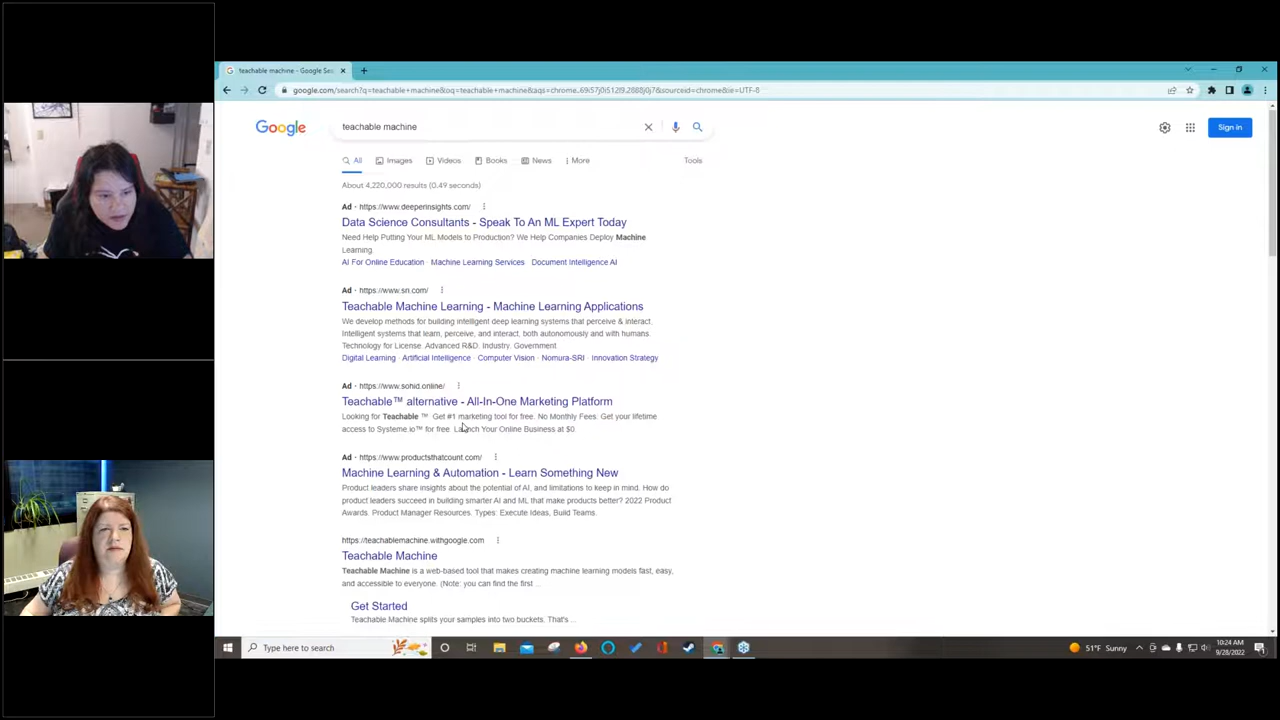 teachable machine - Google Sea
google.com/search?q=teachable+machine&oq=teachable+machine&aqs=chrome..69i57j0i512l9.2888j0j7&sourceid=chrome&ie=UTF-8
Google
teachable machine
Sign in
All Images Videos Books News More Tools
About 4,220,000 results (0.49 seconds)
Ad · https://www.deeperinsights.com/
Data Science Consultants - Speak To An ML Expert Today
Need Help Putting Your ML Models to Production? We Help Companies Deploy Machine
Learning.
AI For Online Education · Machine Learning Services · Document Intelligence AI
Ad · https://www.sri.com/
Teachable Machine Learning - Machine Learning Applications
We develop methods for building intelligent deep learning systems that perceive & interact.
Intelligent systems that learn, perceive, and interact, both autonomously and with humans.
Technology for License. Advanced R&D. Industry. Government
Digital Learning · Artificial Intelligence · Computer Vision · Nomura-SRI · Innovation Strategy
Ad · https://www.sohid.online/
Teachable™ alternative - All-In-One Marketing Platform
Looking for Teachable ™ Get #1 marketing tool for free. No Monthly Fees. Get your lifetime
access to Systeme io™ for free. Launch Your Online Business at $0.
Ad · https://www.productsthatcount.com/
Machine Learning & Automation - Learn Something New
Product leaders share insights about the potential of AI, and limitations to keep in mind. How do
product leaders succeed in building smarter AI and ML that make products better? 2022 Product
Awards. Product Manager Resources. Types: Execute Ideas, Build Teams.
https://teachablemachine.withgoogle.com
Teachable Machine
Teachable Machine is a web-based tool that makes creating machine learning models fast, easy,
and accessible to everyone. (Note: you can find the first ...
Get Started
Teachable Machine splits your samples into two buckets. That's ...
Type here to search
51°F Sunny
10:24 AM
9/28/2022